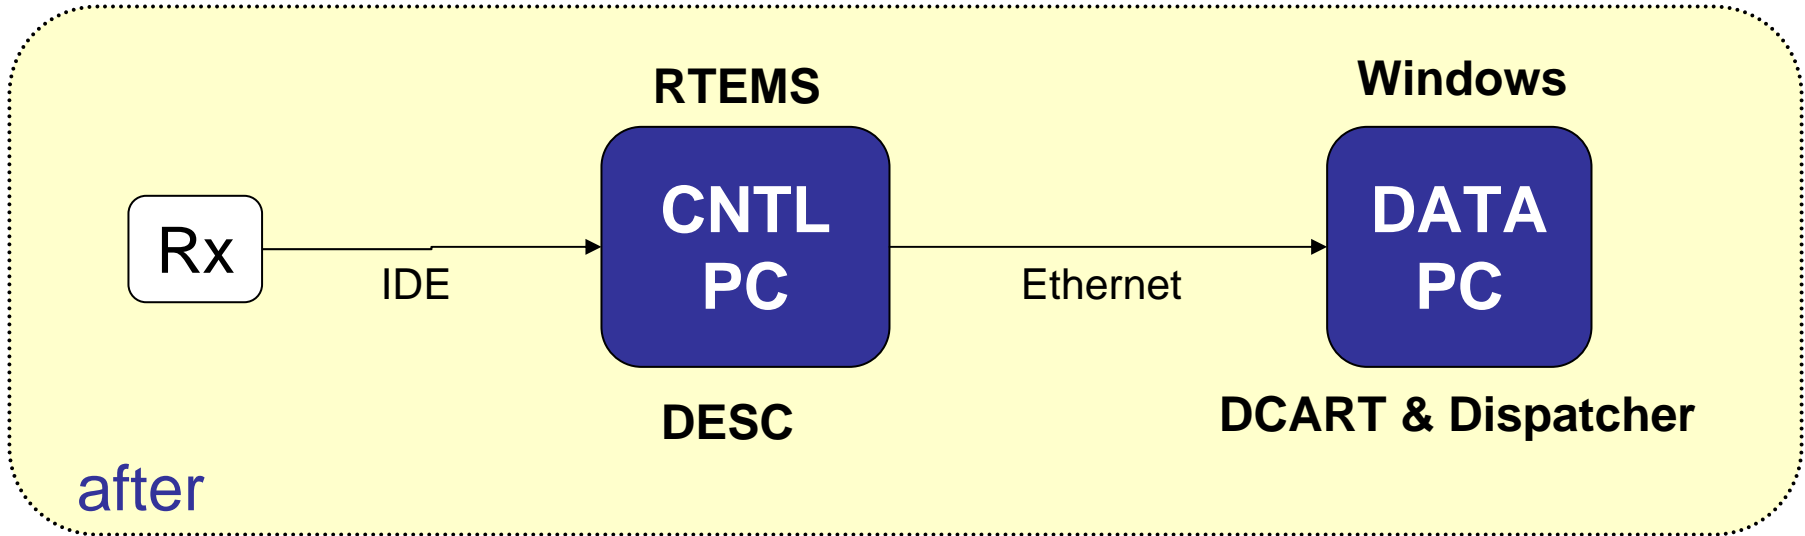 RTEMS
Windows
Rx
IDE
CNTL
PC
Ethernet
DATA
PC
DESC
DCART & Dispatcher
after